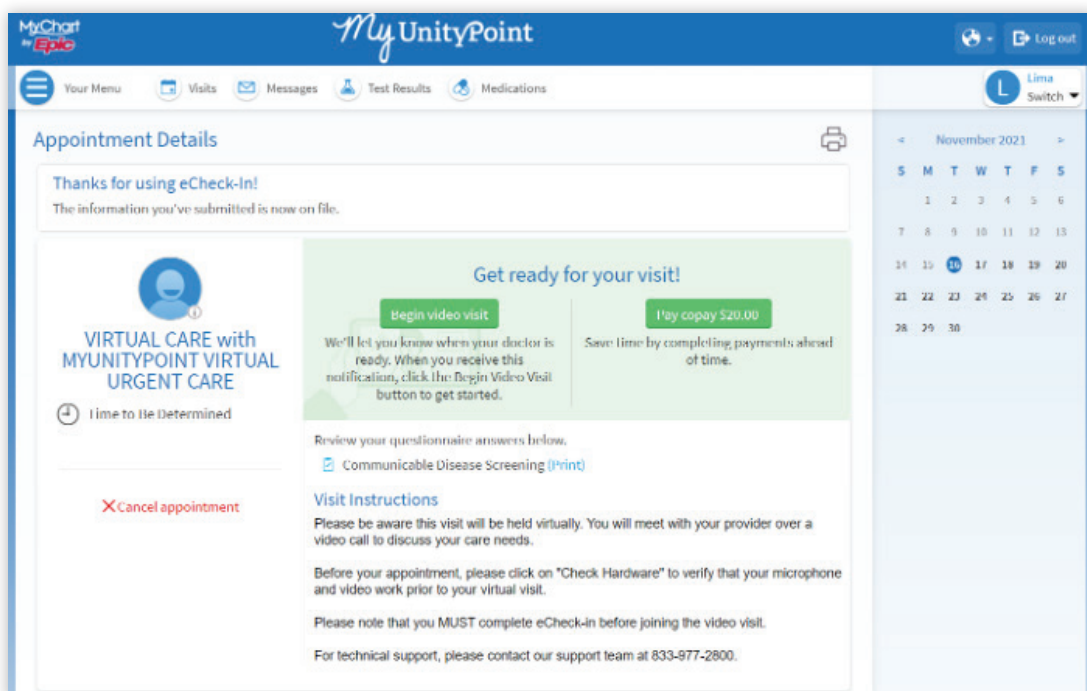 MyChart
by Epic
My UnityPoint
Log out
Your Menu
Visits
Messages
Test Results
Medications
L
Lima
Switch
Appointment Details
Thanks for using eCheck-In!
The information you've submitted is now on file.
VIRTUAL CARE with
MYUNITYPOINT VIRTUAL
URGENT CARE
Time to Be Determined
Cancel appointment
Get ready for your visit!
Begin video visit
We'll let you know when your doctor is
ready. When you receive this
notification, click the Begin Video Visit
button to get started.
Pay copay $20.00
Save time by completing payments ahead
of time.
Review your questionnaire answers below.
Communicable Disease Screening (Print)
Visit Instructions
Please be aware this visit will be held virtually. You will meet with your provider over a
video call to discuss your care needs.
Before your appointment, please click on "Check Hardware" to verify that your microphone
and video work prior to your virtual visit.
Please note that you MUST complete eCheck-in before joining the video visit.
For technical support, please contact our support team at 833-977-2800.
< November 2021 >
S M T W T F S
1 2 3 4 5 6
7 8 9 10 11 12 13
14 15 16 17 18 19 20
21 22 23 24 25 26 27
28 29 30